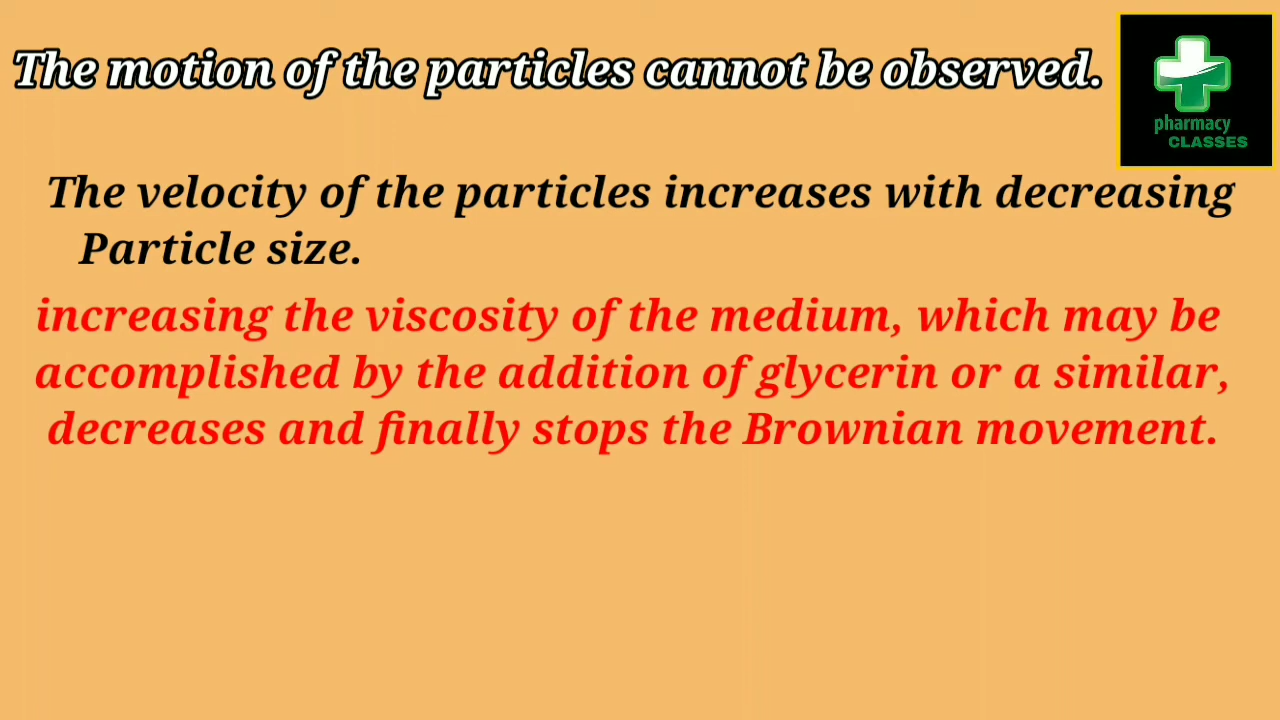 The motion of the particles cannot be observed.
pharmacy
CLASSES
The velocity of the particles increases with decreasing
Particle size.
increasing the viscosity of the medium, which may be
accomplished by the addition of glycerin or a similar,
decreases and finally stops the Brownian movement.